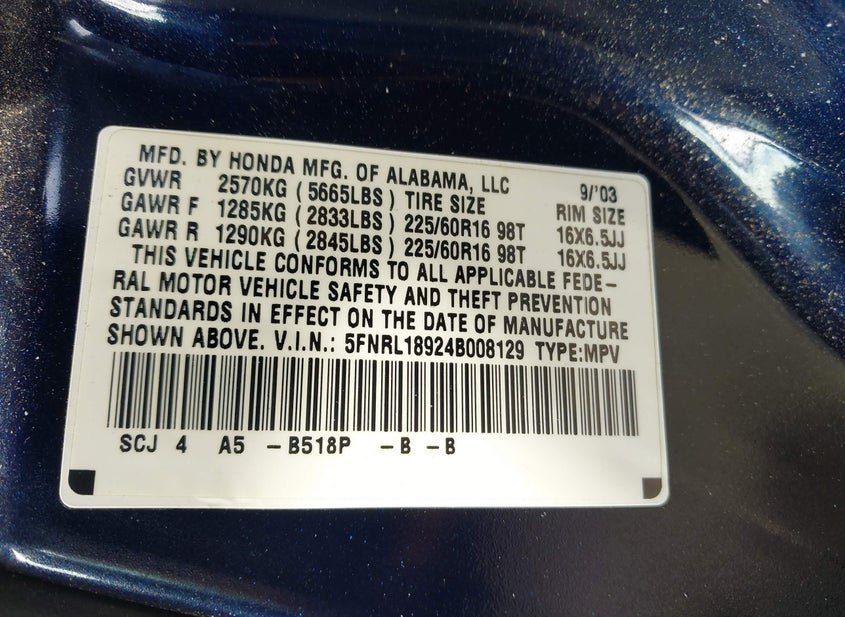 MFD. BY HONDA MFG. OF ALABAMA, LLC 9/'03
GVWR 2570KG ( 5665LBS ) TIRE SIZE RIM SIZE
GAWR F 1285KG ( 2833LBS ) 225/60R16 98T 16X6.5JJ
GAWR R 1290KG ( 2845LBS ) 225/60R16 98T 16X6.5JJ
THIS VEHICLE CONFORMS TO ALL APPLICABLE FEDE-
RAL MOTOR VEHICLE SAFETY AND THEFT PREVENTION
STANDARDS IN EFFECT ON THE DATE OF MANUFACTURE
SHOWN ABOVE. V.I.N.: 5FNRL18924B008129 TYPE:MPV
SCJ 4 A5 -B518P -B -B